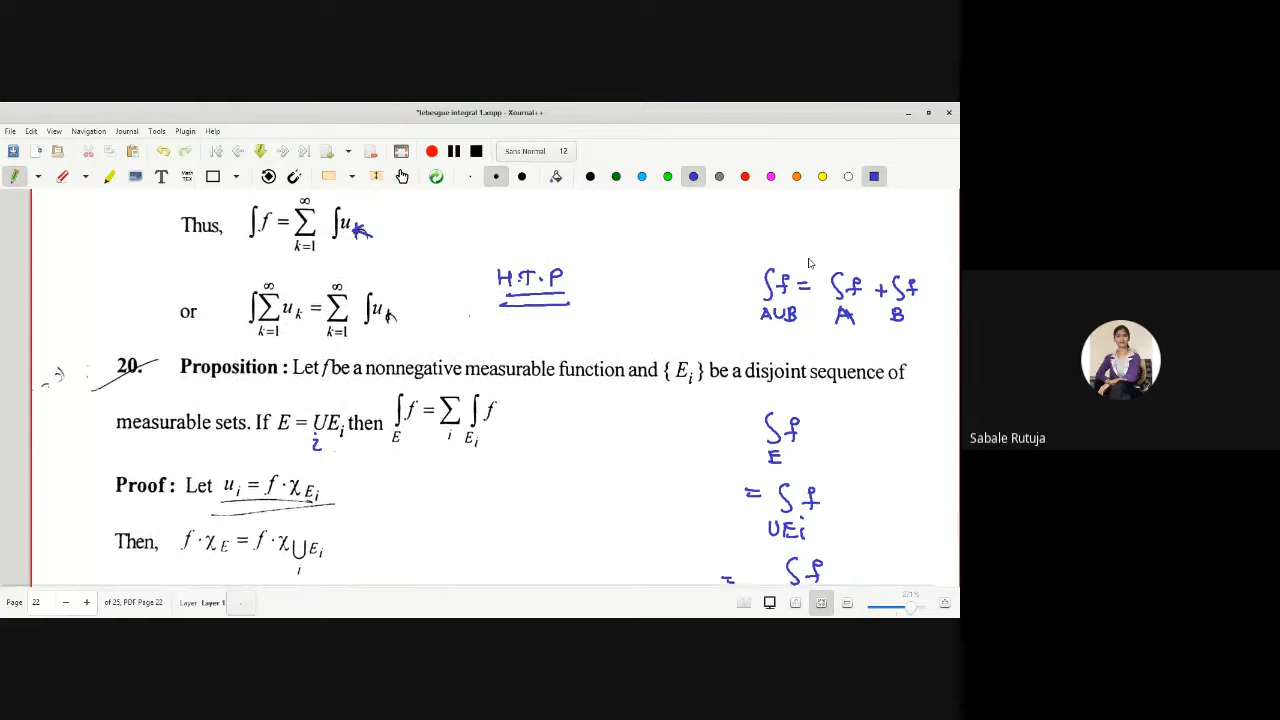 *lebesgue integral 1.xopp - Xournal++
File Edit View Navigation Journal Tools Plugin Help
Sans Normal 12
Thus, ∫f = ∑_{k=1}^{∞} ∫u_k
H.T.P
∫_{A∪B} f = ∫_A f + ∫_B f
or ∫∑_{k=1}^{∞} u_k = ∑_{k=1}^{∞} ∫u_k
20. Proposition : Let f be a nonnegative measurable function and { E_i } be a disjoint sequence of
measurable sets. If E = ∪_i E_i then ∫_E f = ∑_i ∫_{E_i} f
∫_E f
Proof : Let u_i = f · χ_{E_i}
= ∫_{∪Ei} f
Then, f · χ_E = f · χ_{⋃_i E_i}
= ∫f
Sabale Rutuja
Page 22 of 25, PDF Page 22 Layer Layer 1 271%